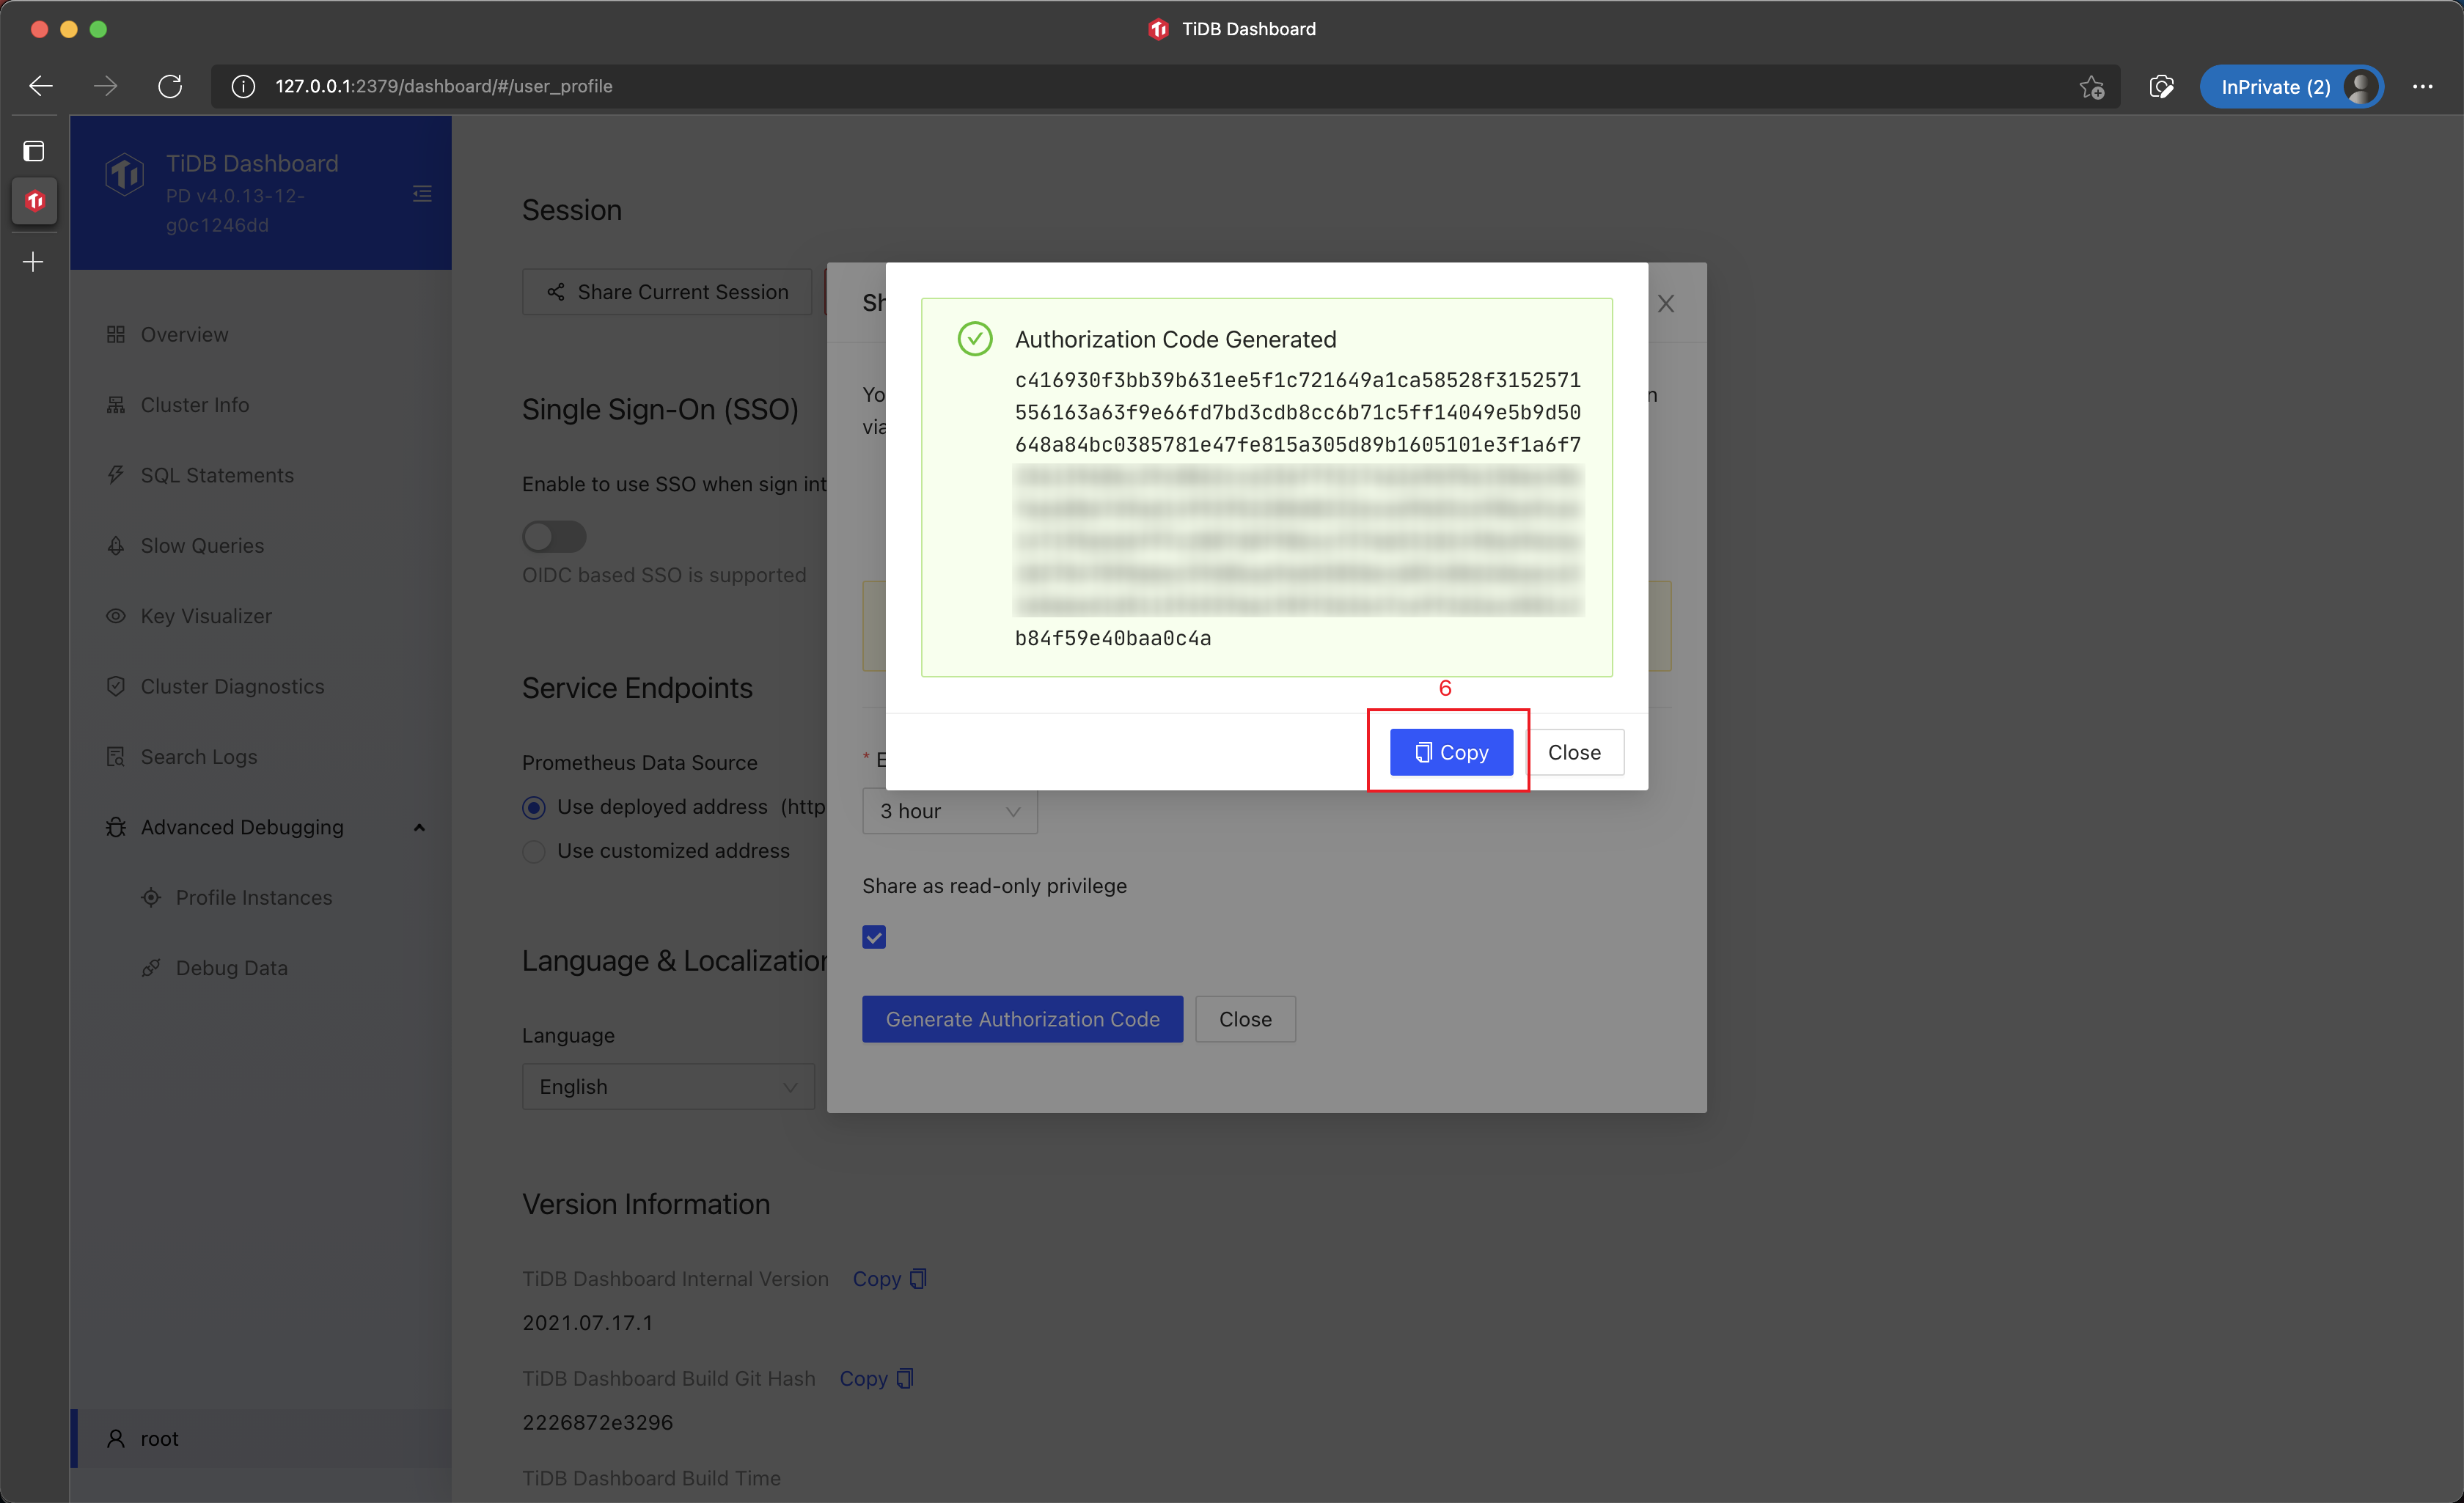 TiDB Dashboard
127.0.0.1:2379/dashboard/#/user_profile
InPrivate (2)
TiDB Dashboard
PD v4.0.13-12-
g0c1246dd
Overview
Cluster Info
SQL Statements
Slow Queries
Key Visualizer
Cluster Diagnostics
Search Logs
Advanced Debugging
Profile Instances
Debug Data
root
Session
Share Current Session
Single Sign-On (SSO)
Enable to use SSO when sign int
OIDC based SSO is supported
Service Endpoints
Prometheus Data Source
Use deployed address (http
Use customized address
Language & Localization
Language
English
Version Information
TiDB Dashboard Internal Version Copy
2021.07.17.1
TiDB Dashboard Build Git Hash Copy
2226872e3296
TiDB Dashboard Build Time
Sh
Yo
n
via
* E
3 hour
Share as read-only privilege
Generate Authorization Code
Close
Authorization Code Generated
c416930f3bb39b631ee5f1c721649a1ca58528f3152571
556163a63f9e66fd7bd3cdb8cc6b71c5ff14049e5b9d50
648a84bc0385781e47fe815a305d89b1605101e3f1a6f7
b84f59e40baa0c4a
6
Copy
Close